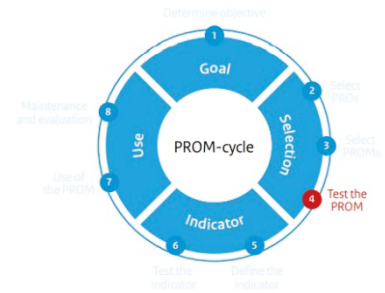 Determine objective
1
Goal
2
Select
PROs
Selection
3
Select
PROMs
4
Test the
PROM
PROM-cycle
Indicator
5
Define the
indicator
6
Test the
indicator
Use
7
Use of
the PROM
8
Maintenance
and evaluation